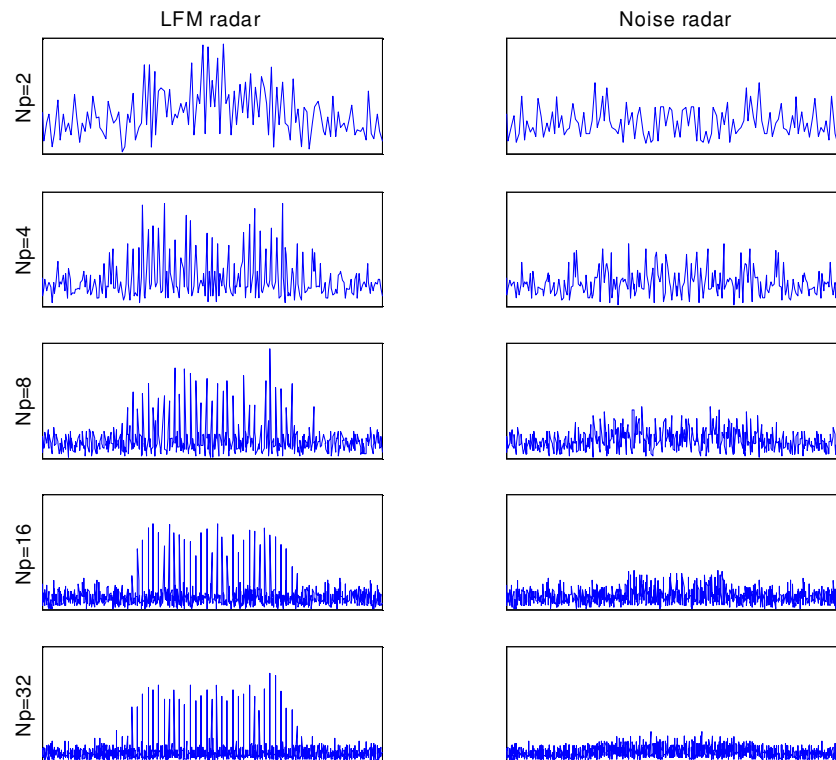 LFM radar
Noise radar
Np=2
Np=4
Np=8
Np=16
Np=32